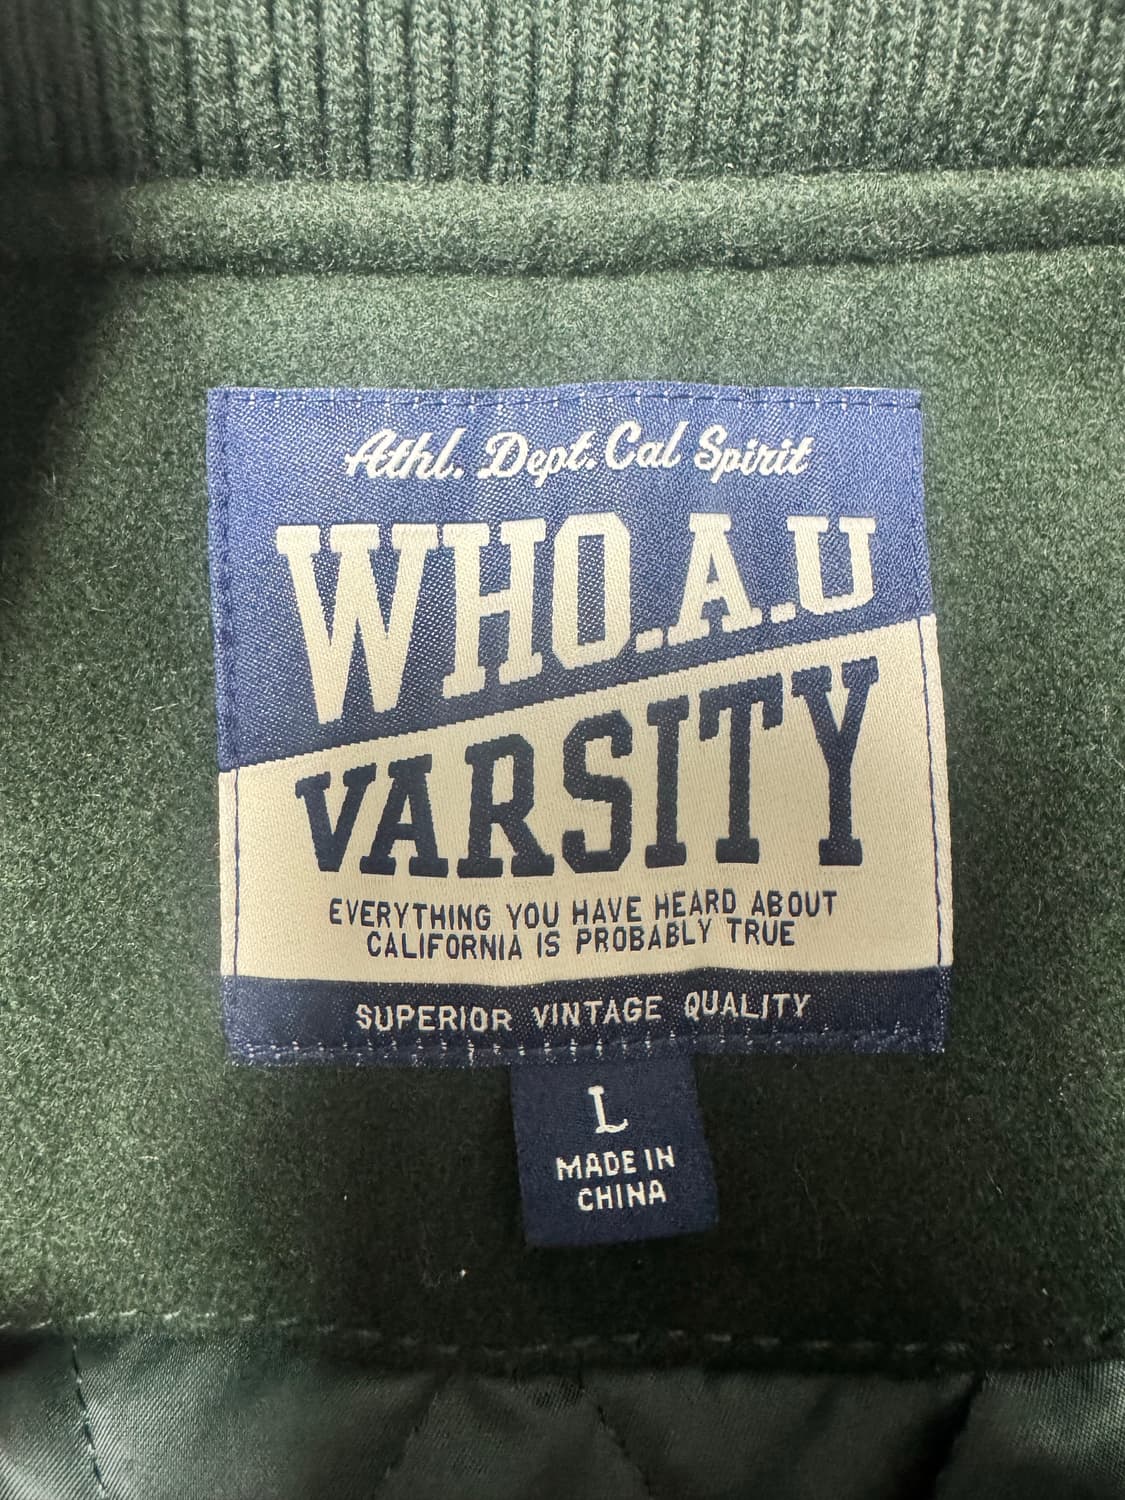 Athl. Dept. Cal Spirit
WHO.A.U
VARSITY
EVERYTHING YOU HAVE HEARD ABOUT
CALIFORNIA IS PROBABLY TRUE
SUPERIOR VINTAGE QUALITY
L
MADE IN
CHINA